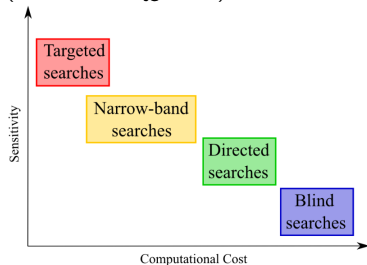 Sensitivity
Targeted
searches
Narrow-band
searches
Directed
searches
Blind
searches
Computational Cost